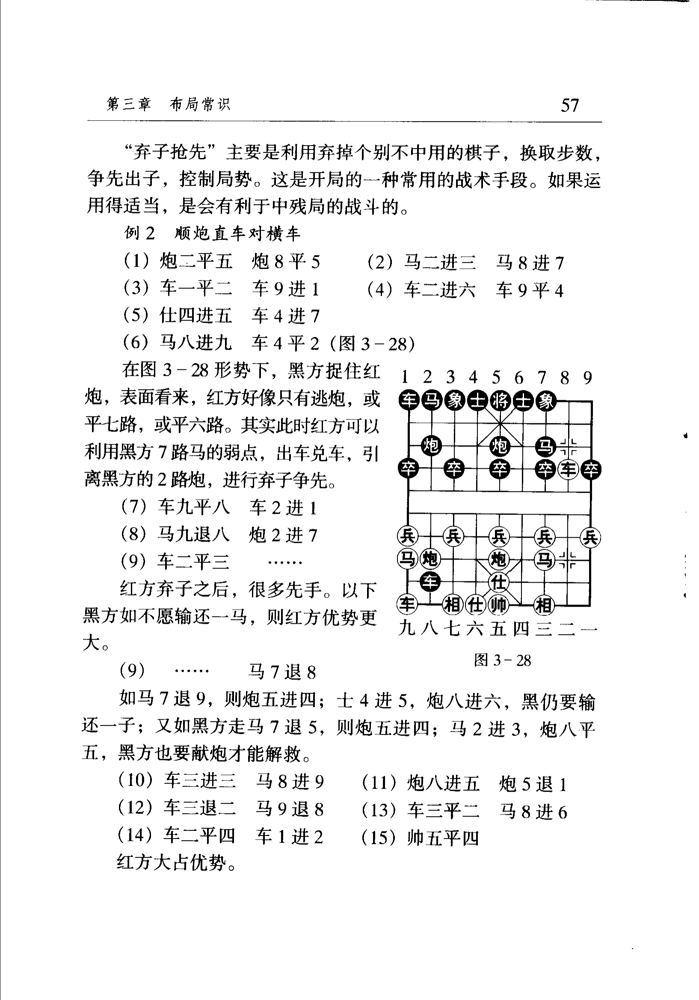 第三章 布局常识 57
“弃子抢先”主要是利用弃掉个别不中用的棋子，换取步数，
争先出子，控制局势。这是开局的一种常用的战术手段。如果运
用得适当，是会有利于中残局的战斗的。
例2 顺炮直车对横车
（1）炮二平五 炮8平5 （2）马二进三 马8进7
（3）车一平二 车9进1 （4）车二进六 车9平4
（5）仕四进五 车4进7
（6）马八进九 车4平2（图3－28）
在图3－28形势下，黑方捉住红
炮，表面看来，红方好像只有逃炮，或
平七路，或平六路。其实此时红方可以
利用黑方7路马的弱点，出车兑车，引
离黑方的2路炮，进行弃子争先。
（7）车九平八 车2进1
（8）马九退八 炮2进7
（9）车二平三 ……
红方弃子之后，很多先手。以下
黑方如不愿输还一马，则红方优势更
大。
1 2 3 4 5 6 7 8 9
车马象士将士象
炮 炮 马
卒 卒 卒 卒 车 卒
兵 兵 兵 兵 兵
马 炮 炮 马
车 仕
车 相 仕 帅 相
九八七六五四三二一
图3－28
（9） …… 马7退8
如马7退9，则炮五进四；士4进5，炮八进六，黑仍要输
还一子；又如黑方走马7退5，则炮五进四；马2进3，炮八平
五，黑方也要献炮才能解救。
（10）车三进三 马8进9 （11）炮八进五 炮5退1
（12）车三退二 马9退8 （13）车三平二 马8进6
（14）车二平四 车1进2 （15）帅五平四
红方大占优势。